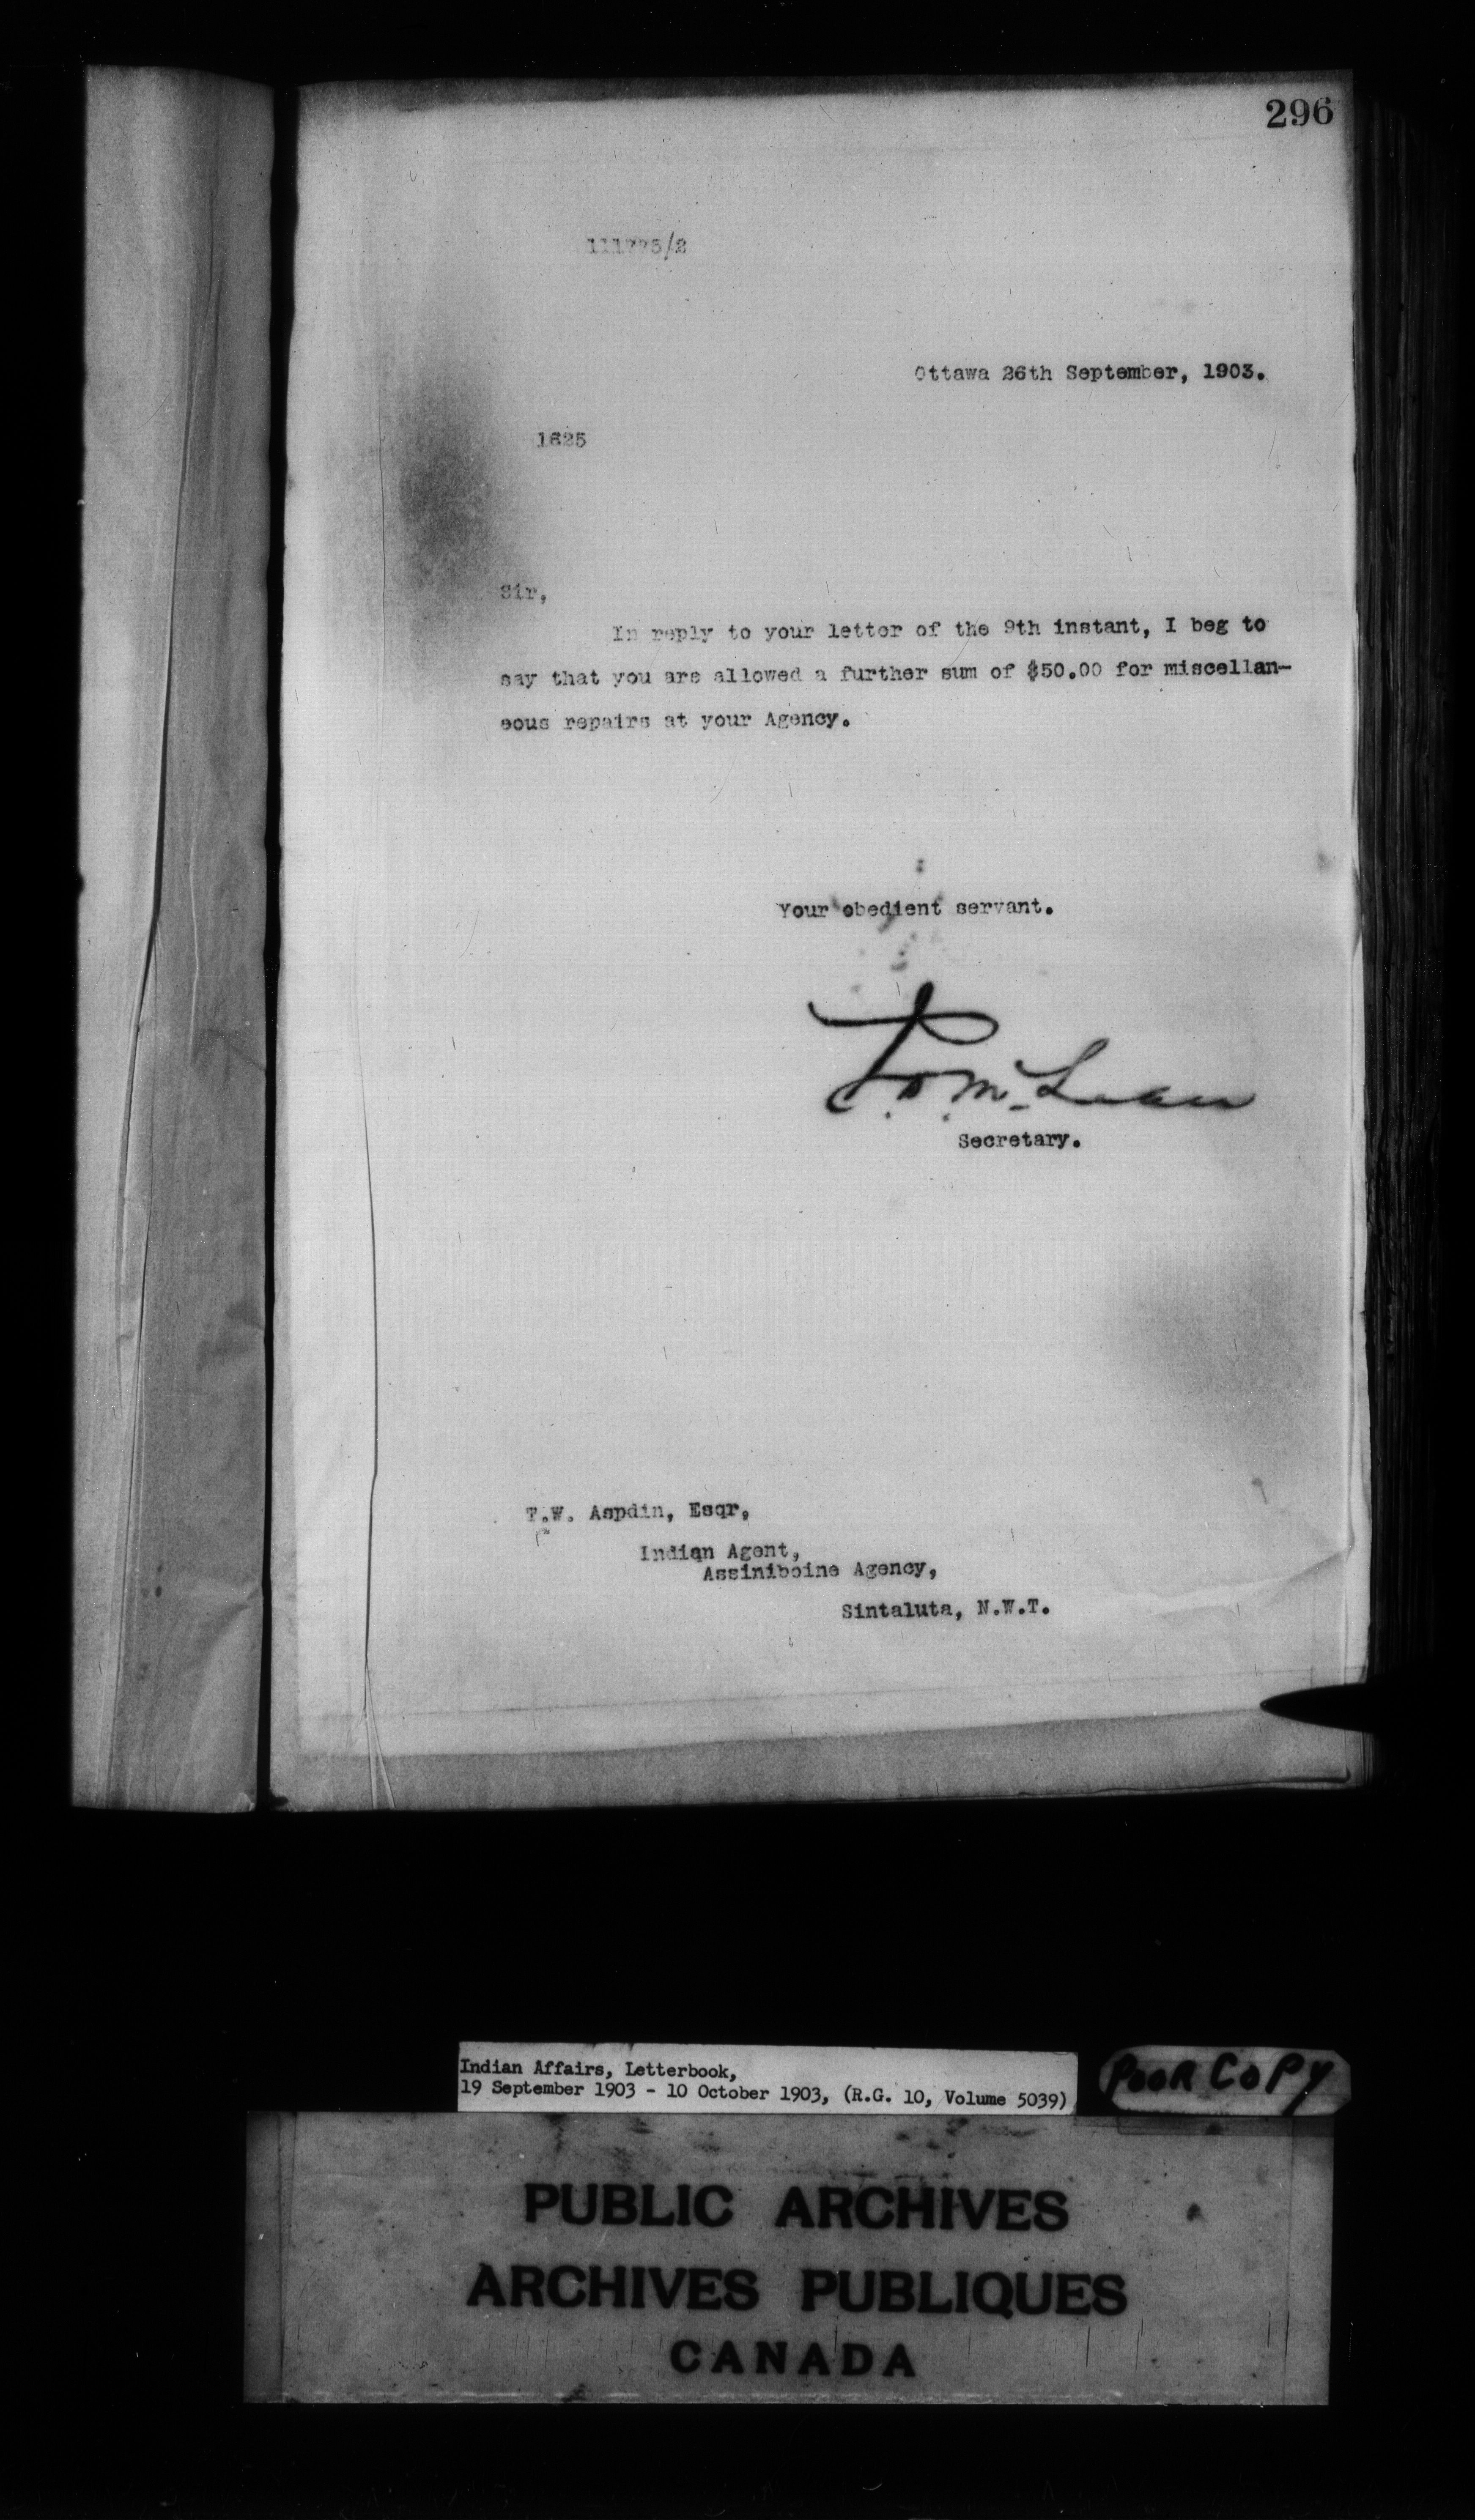 296
111775/2
Ottawa 26th September, 1903.
1625
Sir,
In reply to your letter of the 9th instant, I beg to
say that you are allowed a further sum of $50.00 for miscellan-
eous repairs at your Agency.
Your obedient servant.
J. D. McLean
Secretary.
T.W. Aspdin, Esqr,
Indian Agent,
Assiniboine Agency,
Sintaluta, N.W.T.
Indian Affairs, Letterbook,
19 September 1903 - 10 October 1903, (R.G. 10, Volume 5039)
POOR COPY
PUBLIC ARCHIVES
ARCHIVES PUBLIQUES
CANADA